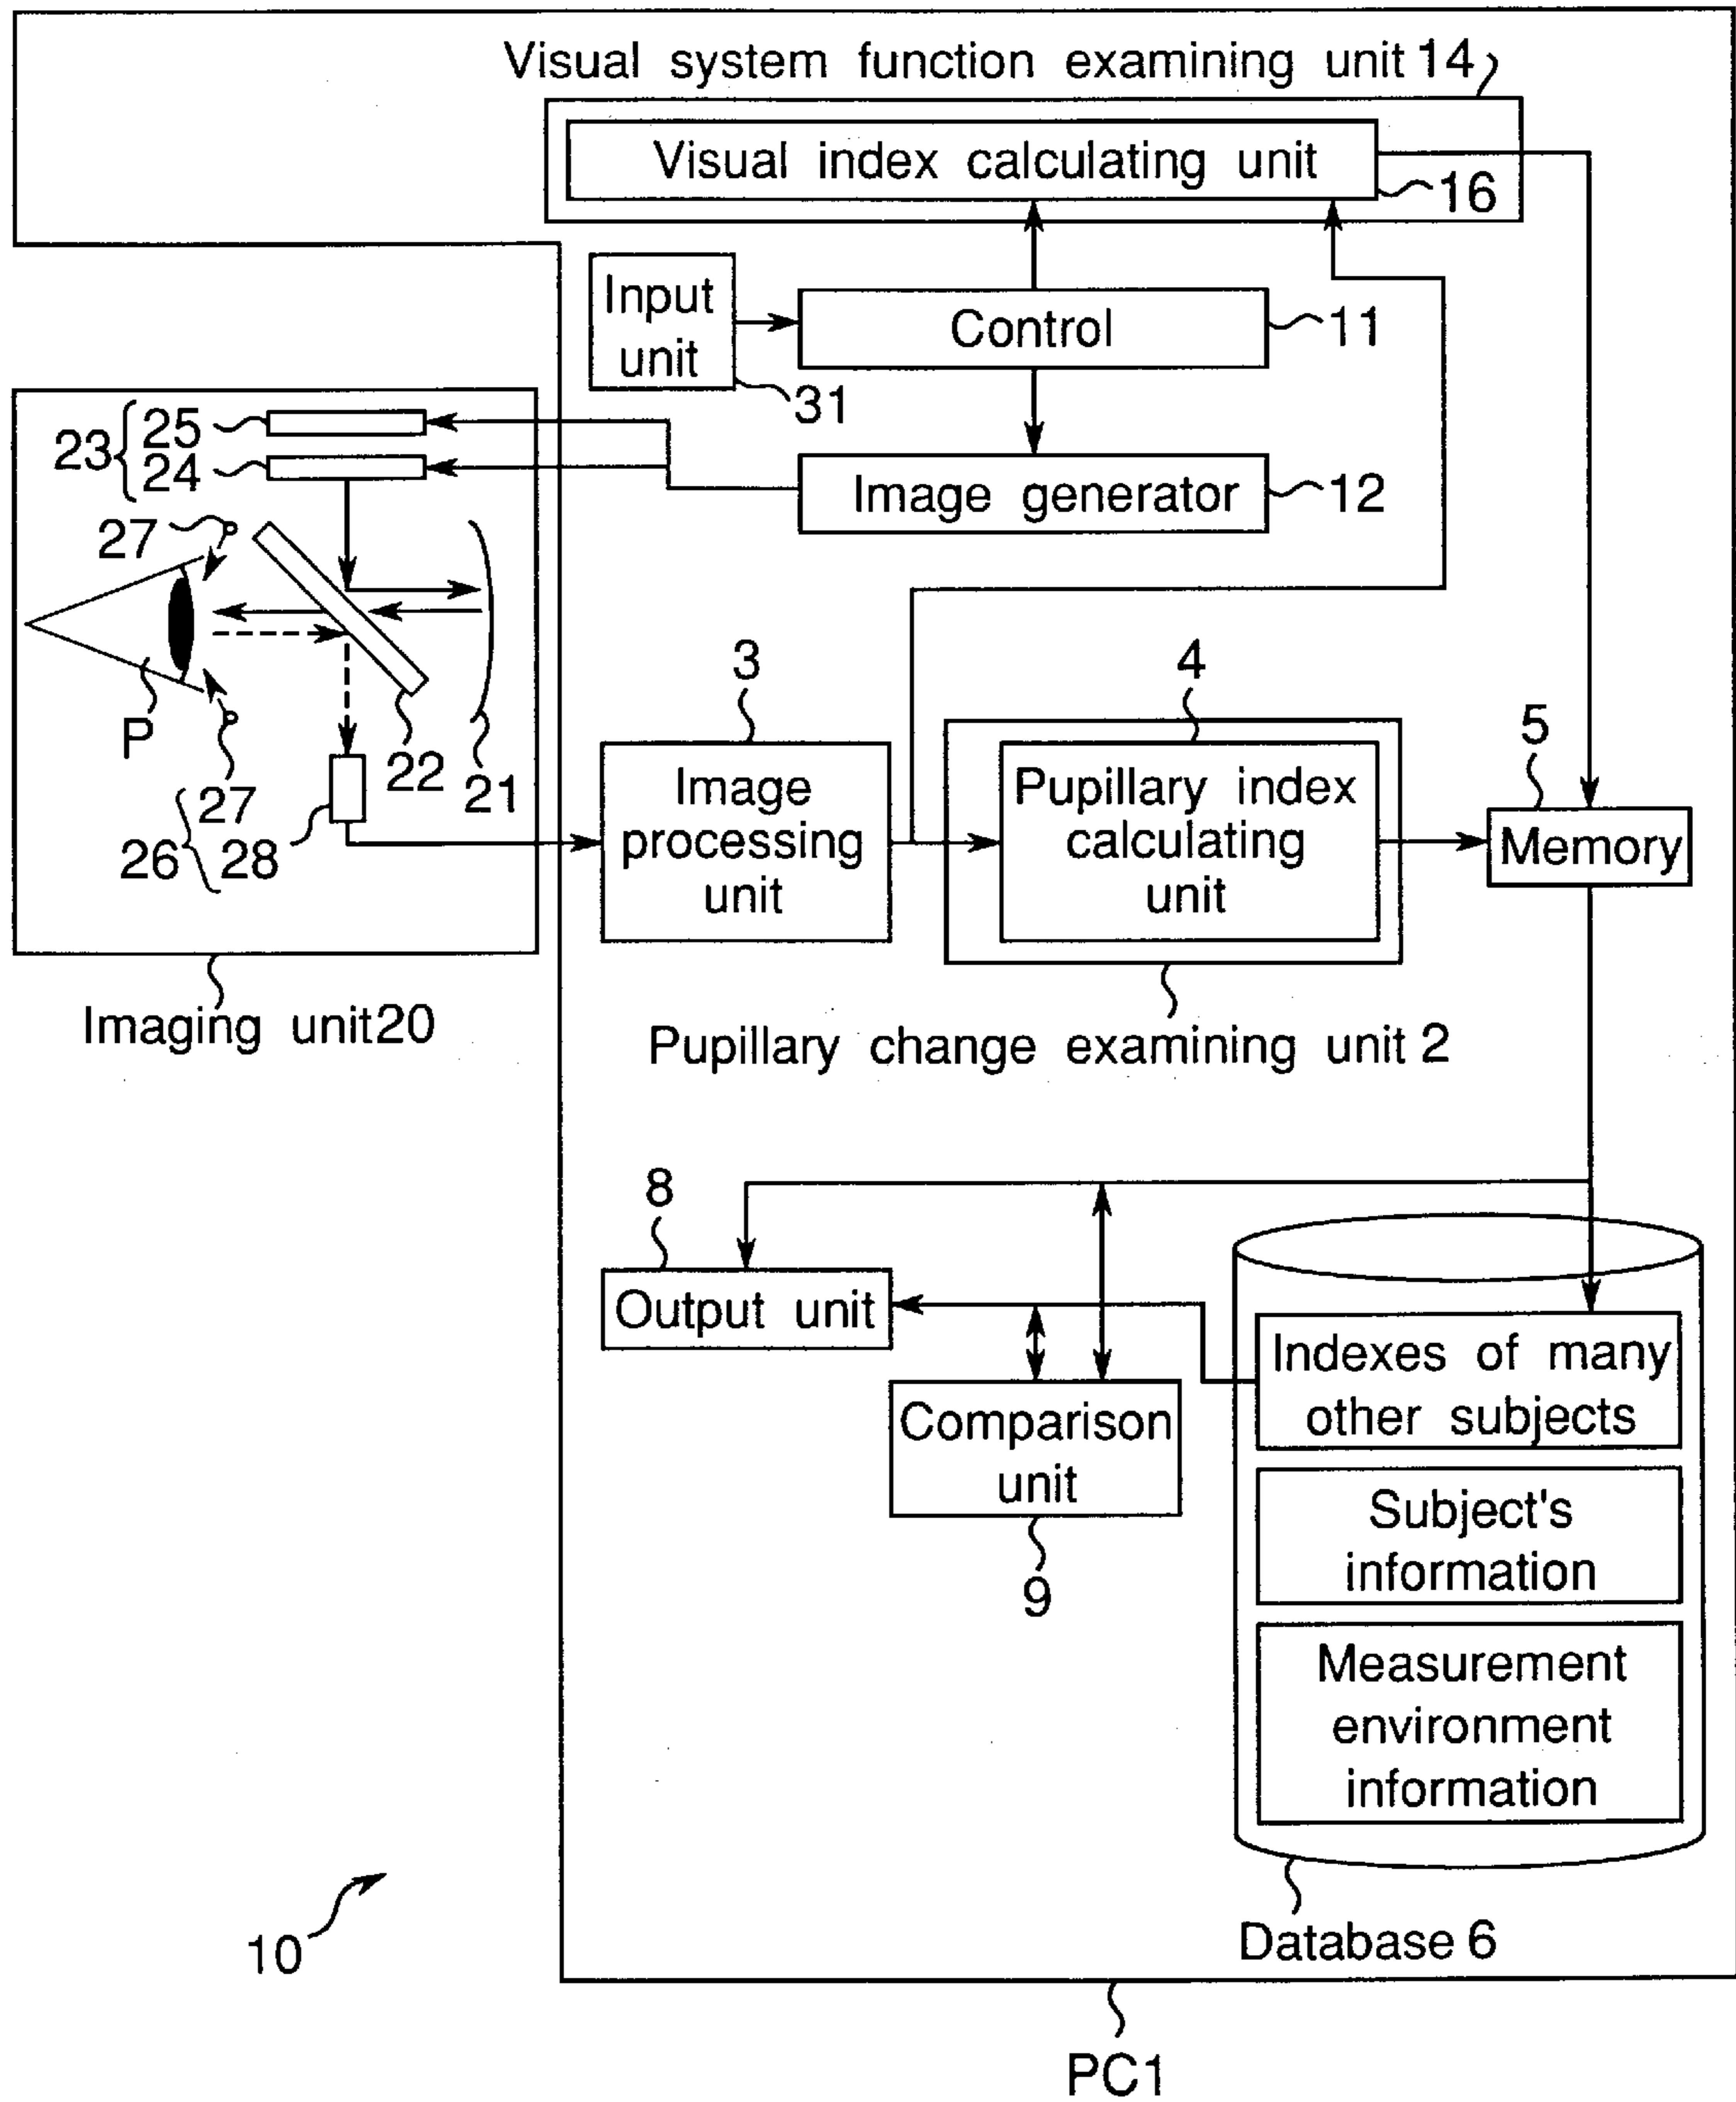 Visual system function examining unit 14
Visual index calculating unit
16
Input
unit
31
Control
11
Image generator
12
23
25
24
27
P
22
21
27
26
28
Imaging unit20
3
Image
processing
unit
4
Pupillary index
calculating
unit
5
Memory
Pupillary change examining unit 2
8
Output unit
Comparison
unit
9
Indexes of many
other subjects
Subject's
information
Measurement
environment
information
Database 6
10
PC1